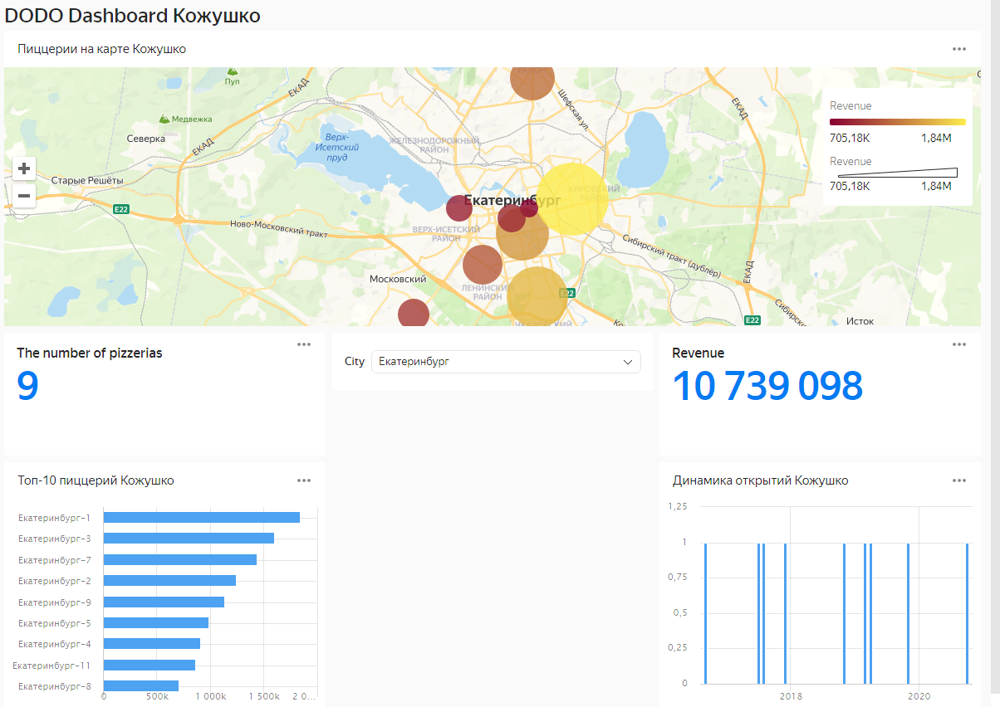 DODO Dashboard Кожушко
Пиццерии на карте Кожушко
Пуп
ЕКАД
Шефская ул.
ЕКАД
Медвежка
Северка
ЕКАД
Верх-
Исетский
пруд
ЖЕЛЕЗНОДОРОЖНЫЙ
РАЙОН
Revenue
705,18K
1,84M
Revenue
705,18K
1,84M
Старые Решёты
E22
Екатеринбург
КИРОВСКИЙ
РАЙОН
Ново-Московский тракт
ВЕРХ-ИСЕТСКИЙ
РАЙОН
Сибирский тракт (дублёр)
ЕКАД
Московский
ЛЕНИНСКИЙ
РАЙОН
E22
E22
Исток
The number of pizzerias
9
City
Екатеринбург
Revenue
10 739 098
Топ-10 пиццерий Кожушко
Екатеринбург-1
Екатеринбург-3
Екатеринбург-7
Екатеринбург-2
Екатеринбург-9
Екатеринбург-5
Екатеринбург-4
Екатеринбург-11
Екатеринбург-8
0
500k
1 000k
1 500k
2 0...
Динамика открытий Кожушко
1,25
1
0,75
0,5
0,25
0
2018
2020